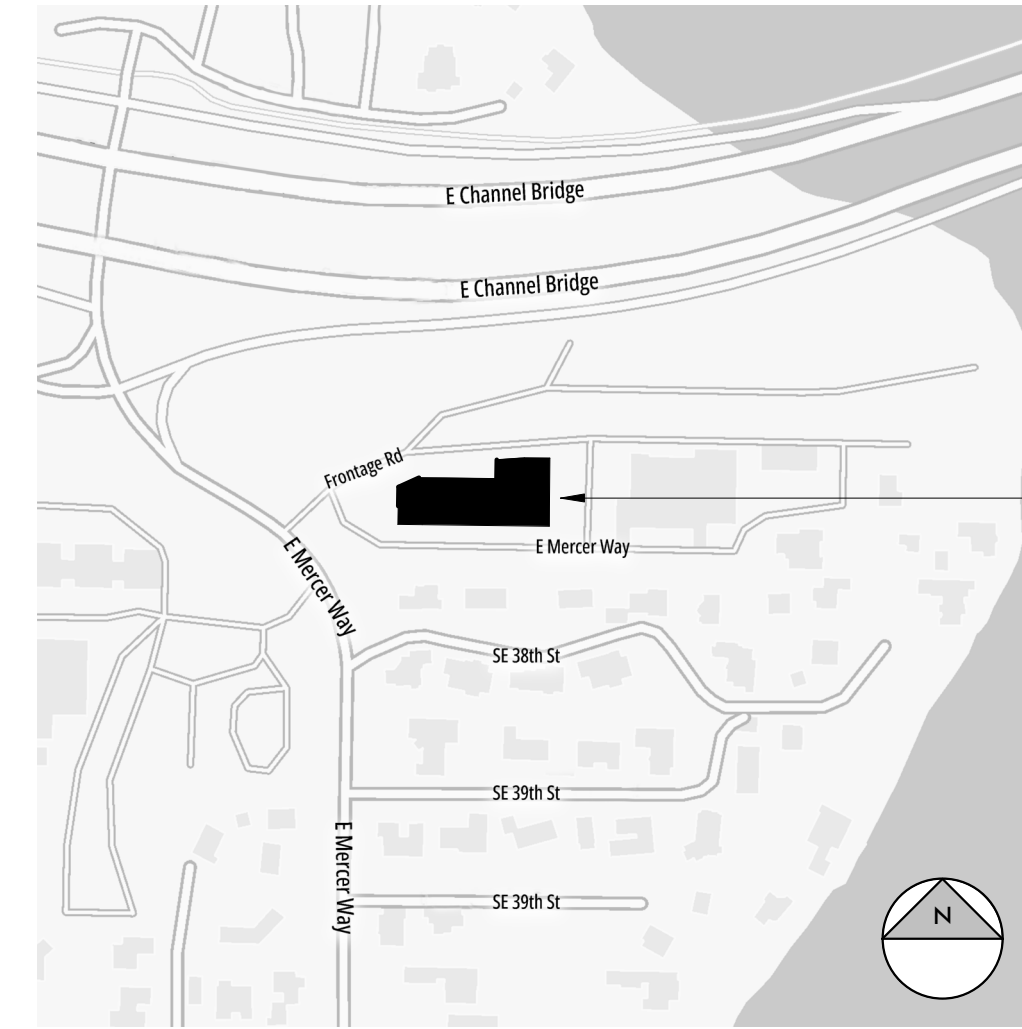 E Channel Bridge
E Channel Bridge
Frontage Rd
E Mercer Way
E Mercer Way
SE 38th St
SE 39th St
E Mercer Way
SE 39th St
N